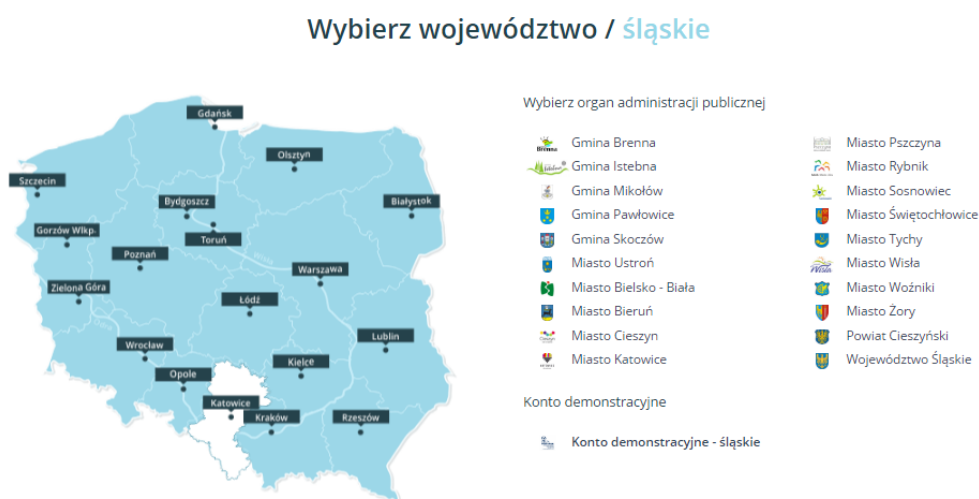 Wybierz województwo / śląskie
Gdańsk
Olsztyn
Szczecin
Białystok
Bydgoszcz
Gorzów Wlkp.
Toruń
Poznań
Warszawa
Zielona Góra
Łódź
Lublin
Wrocław
Kielce
Opole
Katowice
Kraków
Rzeszów
Wybierz organ administracji publicznej
Gmina Brenna
Gmina Istebna
Gmina Mikołów
Gmina Pawłowice
Gmina Skoczów
Miasto Ustroń
Miasto Bielsko - Biała
Miasto Bieruń
Miasto Cieszyn
Miasto Katowice
Miasto Pszczyna
Miasto Rybnik
Miasto Sosnowiec
Miasto Świętochłowice
Miasto Tychy
Miasto Wisła
Miasto Woźniki
Miasto Żory
Powiat Cieszyński
Województwo Śląskie
Konto demonstracyjne
Konto demonstracyjne - śląskie